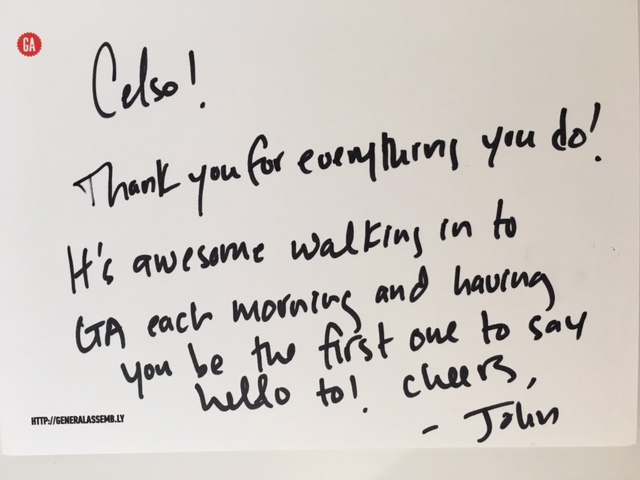 GA
Celso!
Thank you for everything you do!
It's awesome walking in to
GA each morning and having
you be the first one to say
hello to! cheers,
- John
HTTP://GENERALASSEMB.LY